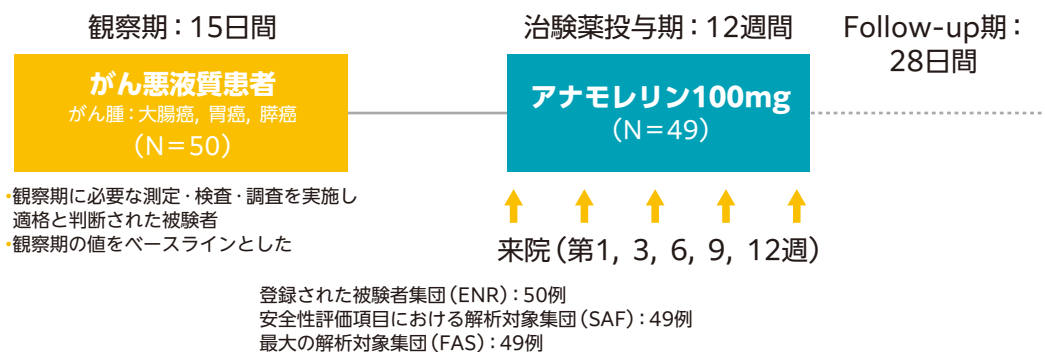 観察期：15日間
治験薬投与期：12週間
Follow-up期：
28日間
がん悪液質患者
がん腫：大腸癌, 胃癌, 膵癌
（N＝50）
アナモレリン100mg
（N＝49）
•観察期に必要な測定・検査・調査を実施し
適格と判断された被験者
•観察期の値をベースラインとした
来院（第1, 3, 6, 9, 12週）
登録された被験者集団（ENR）：50例
安全性評価項目における解析対象集団（SAF）：49例
最大の解析対象集団（FAS）：49例